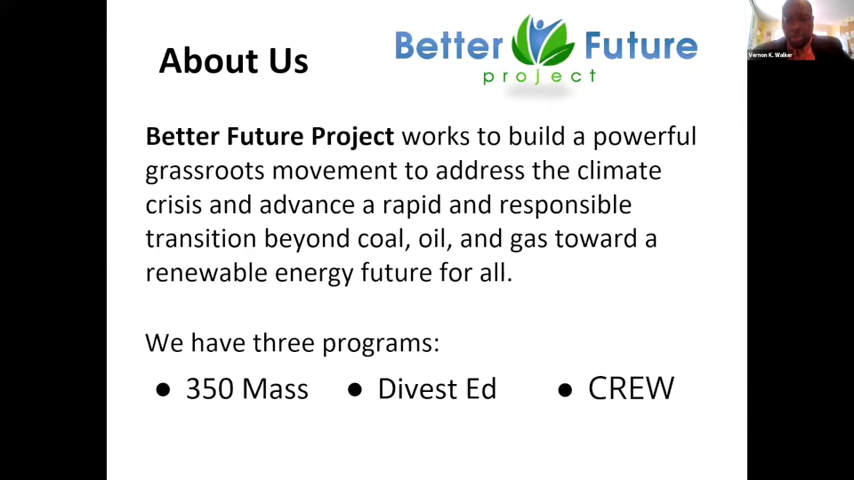 About Us
Better Future
project
Vernon K. Walker
Better Future Project works to build a powerful
grassroots movement to address the climate
crisis and advance a rapid and responsible
transition beyond coal, oil, and gas toward a
renewable energy future for all.
We have three programs:
● 350 Mass ● Divest Ed ● CREW